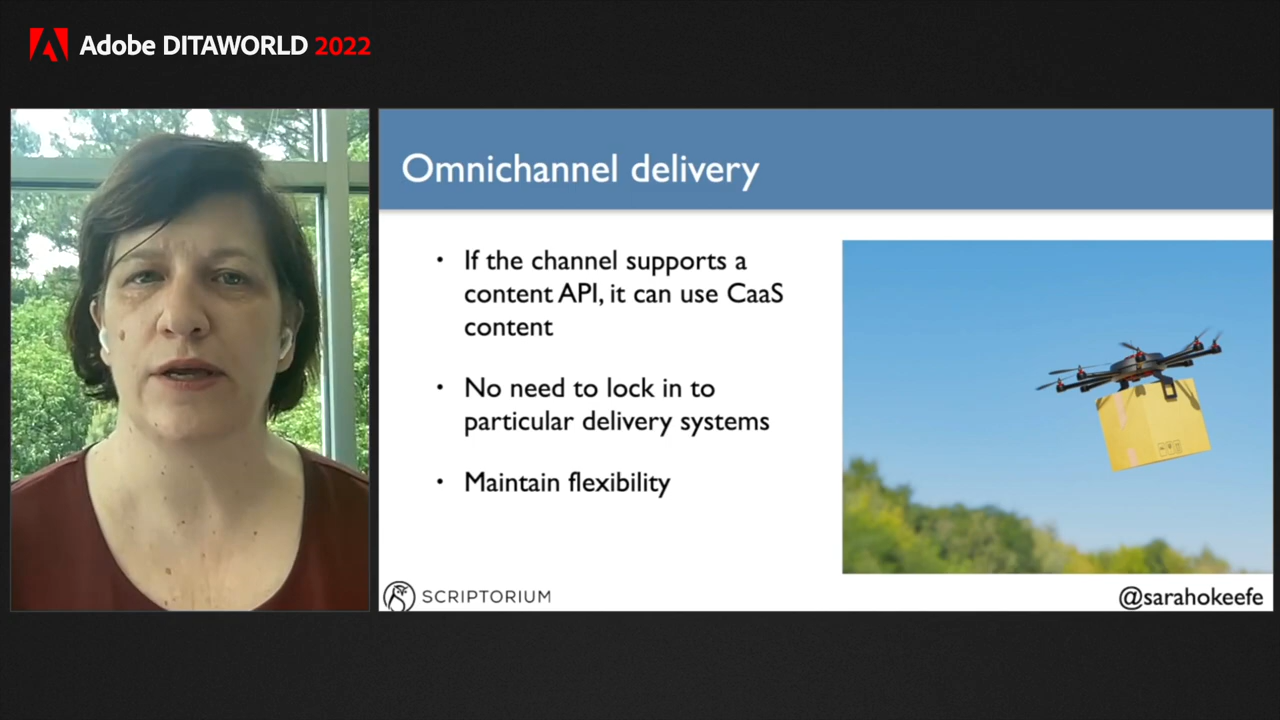 Adobe DITAWORLD 2022
Omnichannel delivery
• If the channel supports a
content API, it can use CaaS
content
• No need to lock in to
particular delivery systems
• Maintain flexibility
SCRIPTORIUM
@sarahokeefe